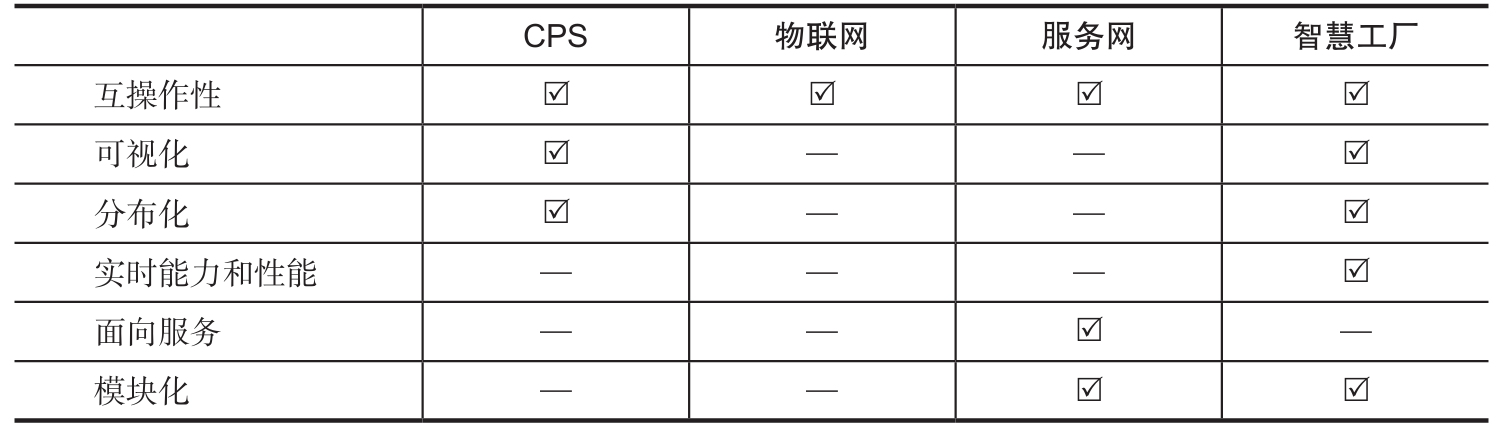 CPS 物联网 服务网 智慧工厂
互操作性 ☑ ☑ ☑ ☑
可视化 ☑ — — ☑
分布化 ☑ — — ☑
实时能力和性能 — — — ☑
面向服务 — — ☑ —
模块化 — — ☑ ☑